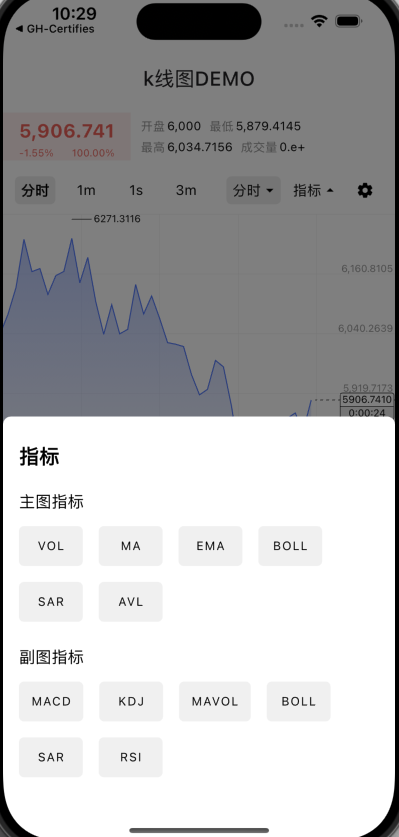 10:29
◀ GH-Certifies
k线图DEMO
5,906.741
-1.55% 100.00%
开盘 6,000 最低 5,879.4145
最高 6,034.7156 成交量 0.e+
分时 1m 1s 3m 分时 指标
6271.3116
6,160.8105
6,040.2639
5,919.7173
5906.7410
0:00:24
指标
主图指标
VOL MA EMA BOLL
SAR AVL
副图指标
MACD KDJ MAVOL BOLL
SAR RSI